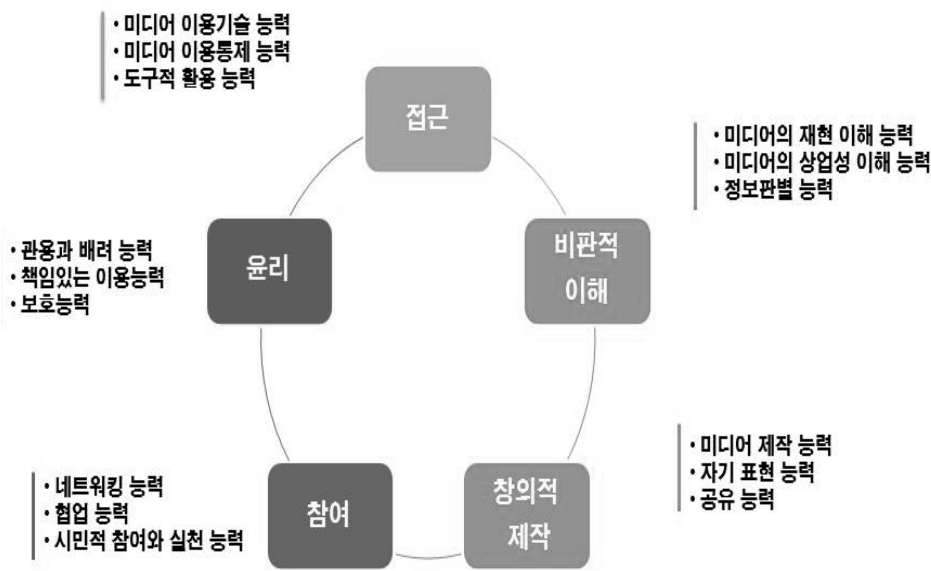 • 미디어 이용기술 능력
• 미디어 이용통제 능력
• 도구적 활용 능력
접근
• 미디어의 재현 이해 능력
• 미디어의 상업성 이해 능력
• 정보판별 능력
비판적
이해
• 관용과 배려 능력
• 책임있는 이용능력
• 보호능력
윤리
• 미디어 제작 능력
• 자기 표현 능력
• 공유 능력
창의적
제작
• 네트워킹 능력
• 협업 능력
• 시민적 참여와 실천 능력
참여